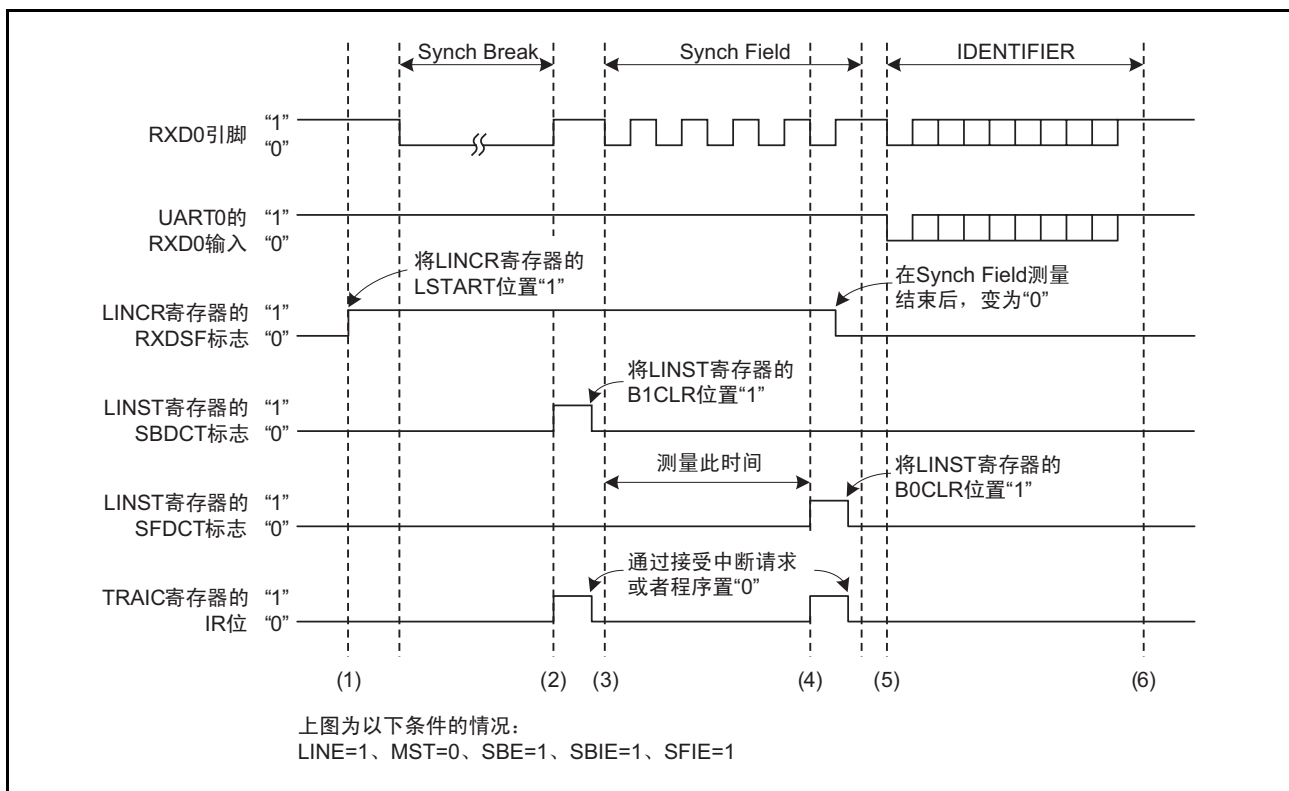 Synch Break
Synch Field
IDENTIFIER
RXD0引脚
“1”
“0”
UART0的
RXD0输入
“1”
“0”
将LINCR寄存器的
LSTART位置“1”
在Synch Field测量
结束后，变为“0”
LINCR寄存器的
RXDSF标志
“1”
“0”
将LINST寄存器的
B1CLR位置“1”
LINST寄存器的
SBDCT标志
“1”
“0”
测量此时间
将LINST寄存器的
B0CLR位置“1”
LINST寄存器的
SFDCT标志
“1”
“0”
通过接受中断请求
或者程序置“0”
TRAIC寄存器的
IR位
“1”
“0”
(1) (2) (3) (4) (5) (6)
上图为以下条件的情况：
LINE=1、MST=0、SBE=1、SBIE=1、SFIE=1